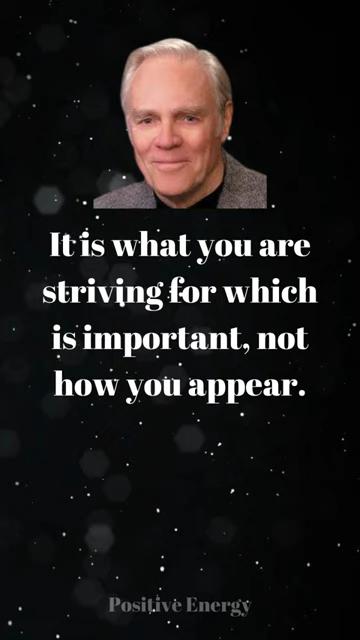 It is what you are
striving for which
is important, not
how you appear.
Positive Energy